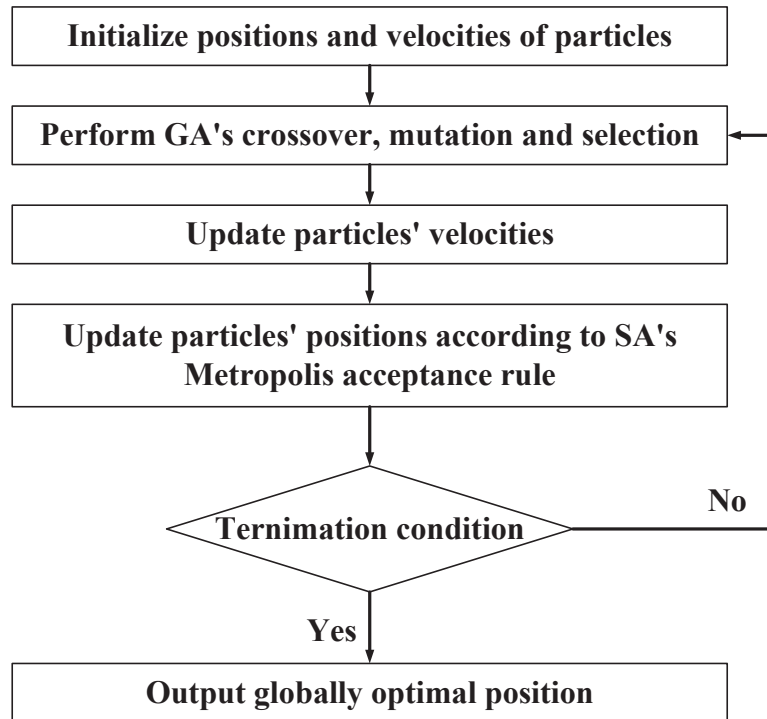 Initialize positions and velocities of particles
Perform GA's crossover, mutation and selection
Update particles' velocities
Update particles' positions according to SA's
Metropolis acceptance rule
No
Ternimation condition
Yes
Output globally optimal position